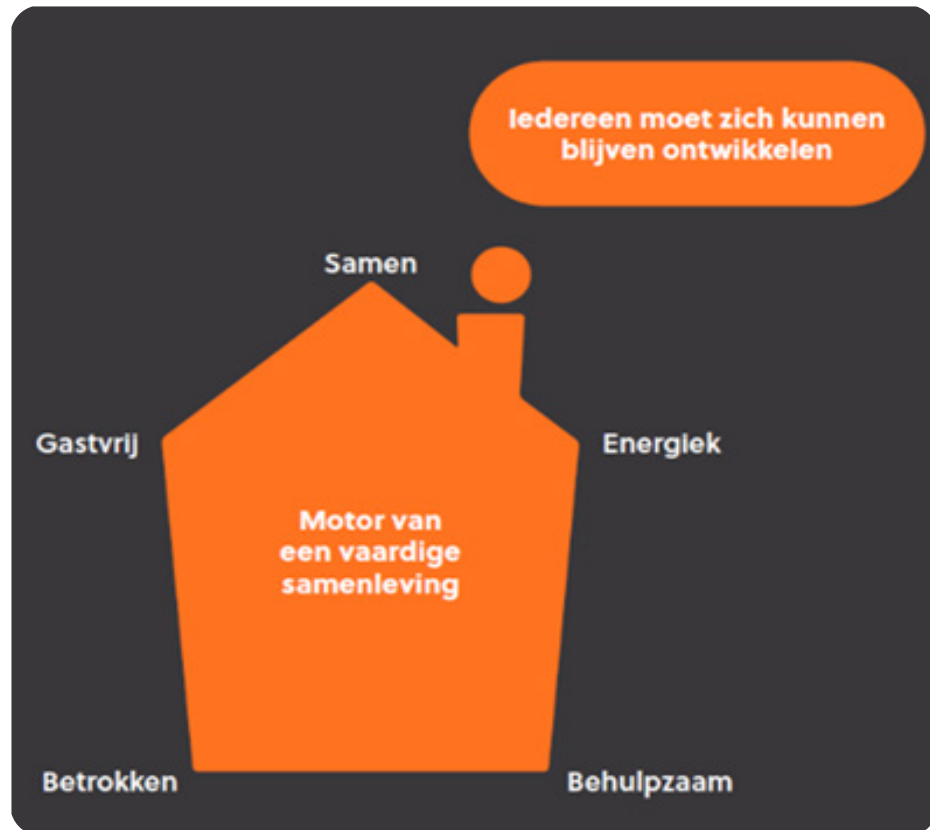 Iedereen moet zich kunnen
blijven ontwikkelen
Samen
Gastvrij
Energiek
Motor van
een vaardige
samenleving
Betrokken
Behulpzaam